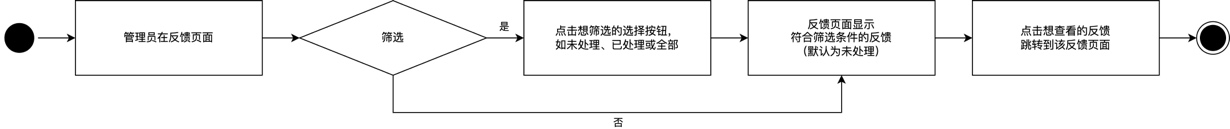 管理员在反馈页面
筛选
是
点击想筛选的选择按钮，
如未处理、已处理或全部
反馈页面显示
符合筛选条件的反馈
（默认为未处理）
点击想查看的反馈
跳转到该反馈页面
否